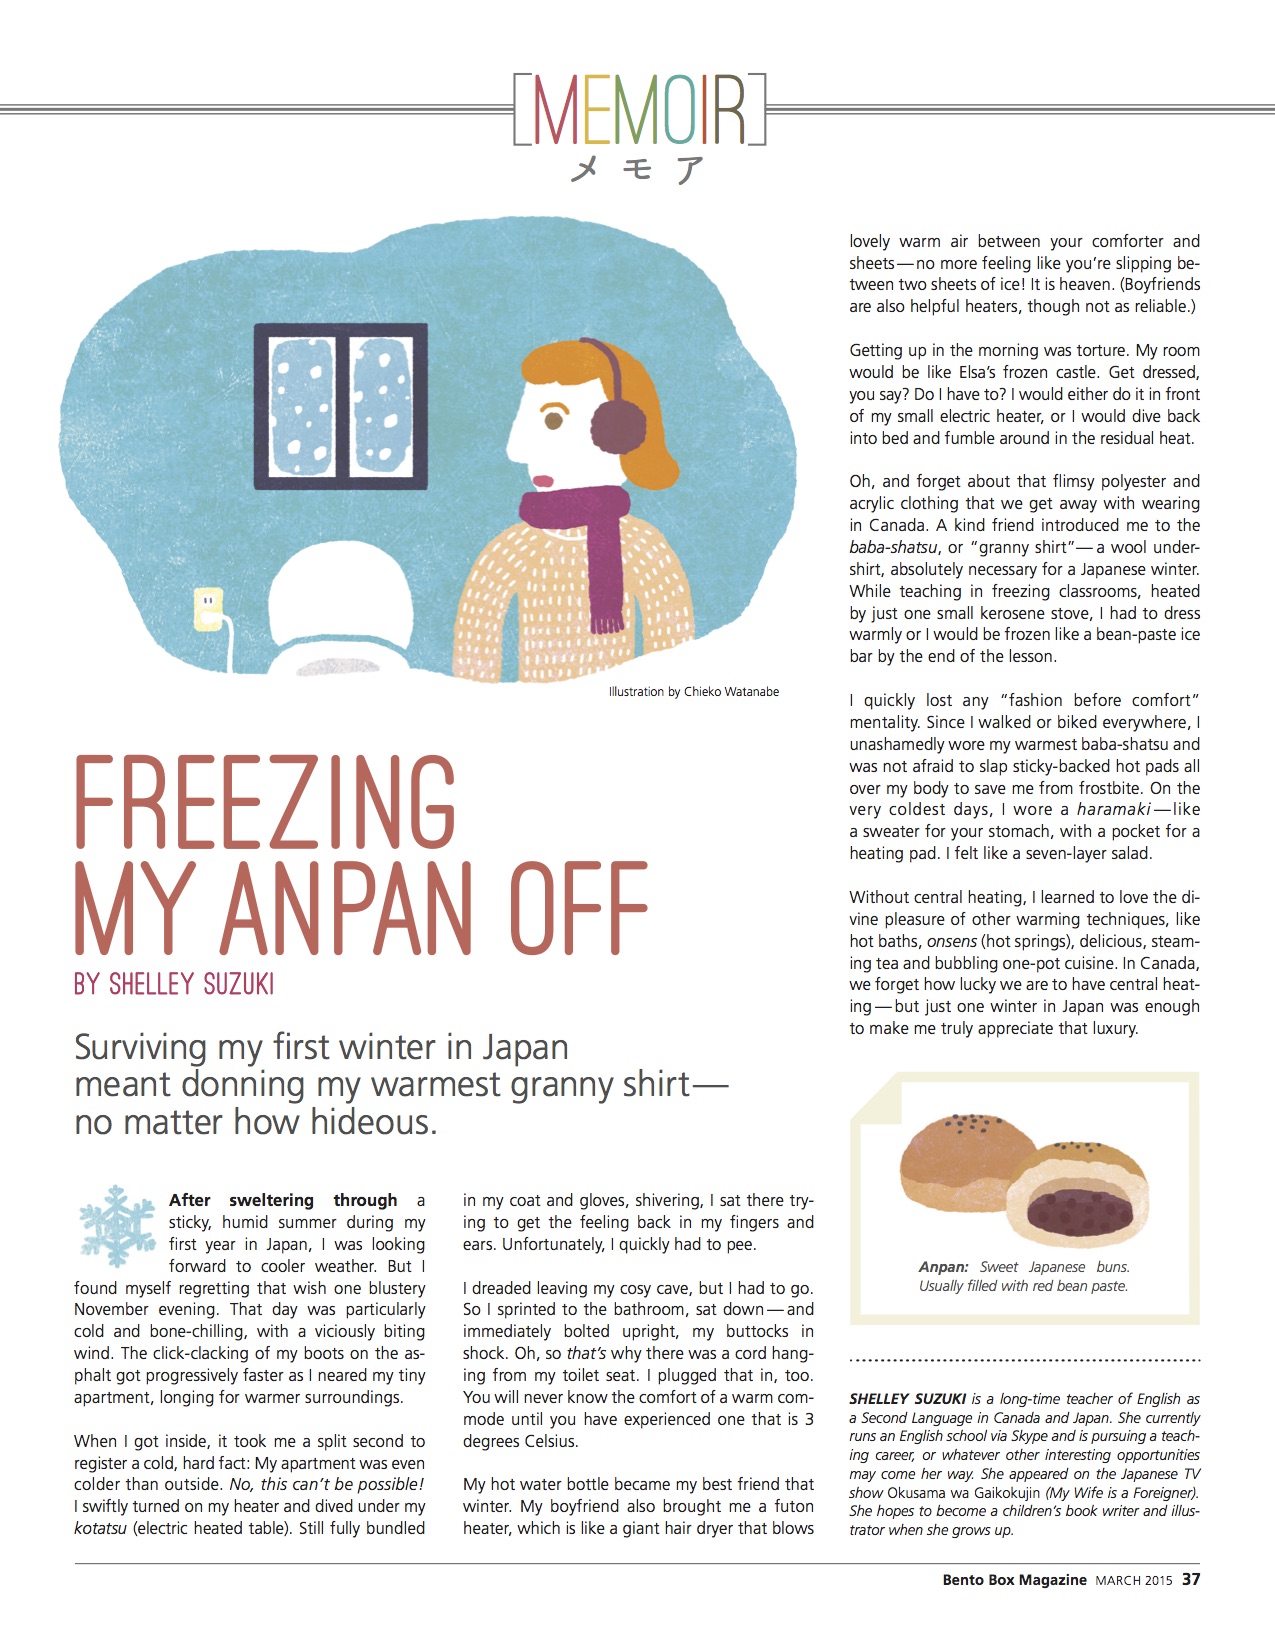 [MEMOIR]
メモア
Illustration by Chieko Watanabe
FREEZING
MY ANPAN OFF
BY SHELLEY SUZUKI
Surviving my first winter in Japan
meant donning my warmest granny shirt—
no matter how hideous.
After sweltering through a
sticky, humid summer during my
first year in Japan, I was looking
forward to cooler weather. But I
found myself regretting that wish one blustery
November evening. That day was particularly
cold and bone-chilling, with a viciously biting
wind. The click-clacking of my boots on the as-
phalt got progressively faster as I neared my tiny
apartment, longing for warmer surroundings.
When I got inside, it took me a split second to
register a cold, hard fact: My apartment was even
colder than outside. No, this can't be possible!
I swiftly turned on my heater and dived under my
kotatsu (electric heated table). Still fully bundled
in my coat and gloves, shivering, I sat there try-
ing to get the feeling back in my fingers and
ears. Unfortunately, I quickly had to pee.
I dreaded leaving my cosy cave, but I had to go.
So I sprinted to the bathroom, sat down—and
immediately bolted upright, my buttocks in
shock. Oh, so that's why there was a cord hang-
ing from my toilet seat. I plugged that in, too.
You will never know the comfort of a warm com-
mode until you have experienced one that is 3
degrees Celsius.
My hot water bottle became my best friend that
winter. My boyfriend also brought me a futon
heater, which is like a giant hair dryer that blows
lovely warm air between your comforter and
sheets—no more feeling like you're slipping be-
tween two sheets of ice! It is heaven. (Boyfriends
are also helpful heaters, though not as reliable.)
Getting up in the morning was torture. My room
would be like Elsa's frozen castle. Get dressed,
you say? Do I have to? I would either do it in front
of my small electric heater, or I would dive back
into bed and fumble around in the residual heat.
Oh, and forget about that flimsy polyester and
acrylic clothing that we get away with wearing
in Canada. A kind friend introduced me to the
baba-shatsu, or “granny shirt”—a wool under-
shirt, absolutely necessary for a Japanese winter.
While teaching in freezing classrooms, heated
by just one small kerosene stove, I had to dress
warmly or I would be frozen like a bean-paste ice
bar by the end of the lesson.
I quickly lost any “fashion before comfort”
mentality. Since I walked or biked everywhere, I
unashamedly wore my warmest baba-shatsu and
was not afraid to slap sticky-backed hot pads all
over my body to save me from frostbite. On the
very coldest days, I wore a haramaki—like
a sweater for your stomach, with a pocket for a
heating pad. I felt like a seven-layer salad.
Without central heating, I learned to love the di-
vine pleasure of other warming techniques, like
hot baths, onsens (hot springs), delicious, steam-
ing tea and bubbling one-pot cuisine. In Canada,
we forget how lucky we are to have central heat-
ing—but just one winter in Japan was enough
to make me truly appreciate that luxury.
Anpan: Sweet Japanese buns.
Usually filled with red bean paste.
SHELLEY SUZUKI is a long-time teacher of English as
a Second Language in Canada and Japan. She currently
runs an English school via Skype and is pursuing a teach-
ing career, or whatever other interesting opportunities
may come her way. She appeared on the Japanese TV
show Okusama wa Gaikokujin (My Wife is a Foreigner).
She hopes to become a children's book writer and illus-
trator when she grows up.
Bento Box Magazine MARCH 2015 37